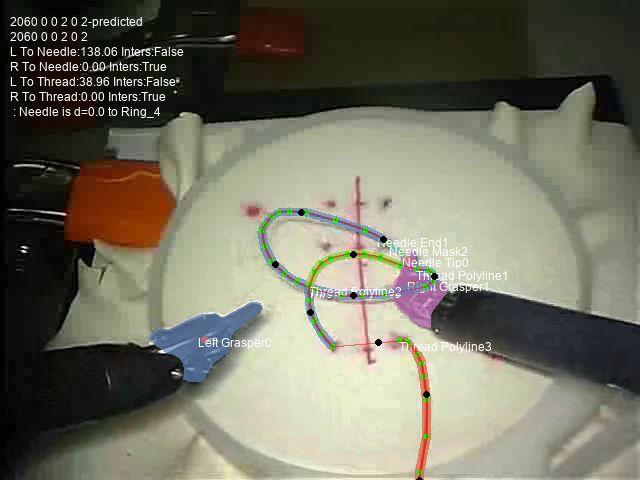 2060 0 0 2 0 2-predicted
2060 0 0 2 0 2
L To Needle:138.06 Inters:False
R To Needle:0.00 Inters:True
L To Thread:38.96 Inters:False
R To Thread:0.00 Inters:True
: Needle is d=0.0 to Ring_4
Needle End1
Needle Mask2
Needle Tip0
Thread Polyline1
Right Grasper1
Thread Polyline2
Left Grasper0
Thread Polyline3